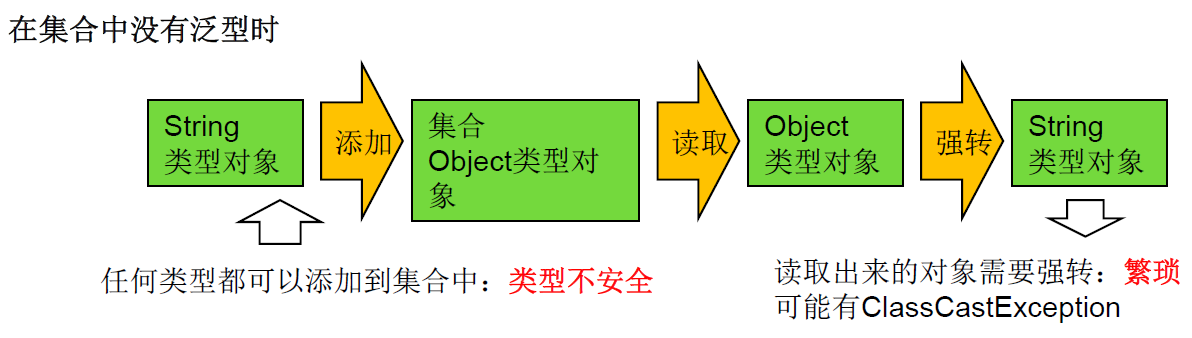 在集合中没有泛型时
String
类型对象
添加
集合
Object类型对
象
读取
Object
类型对象
强转
String
类型对象
任何类型都可以添加到集合中：类型不安全
读取出来的对象需要强转：繁琐
可能有ClassCastException